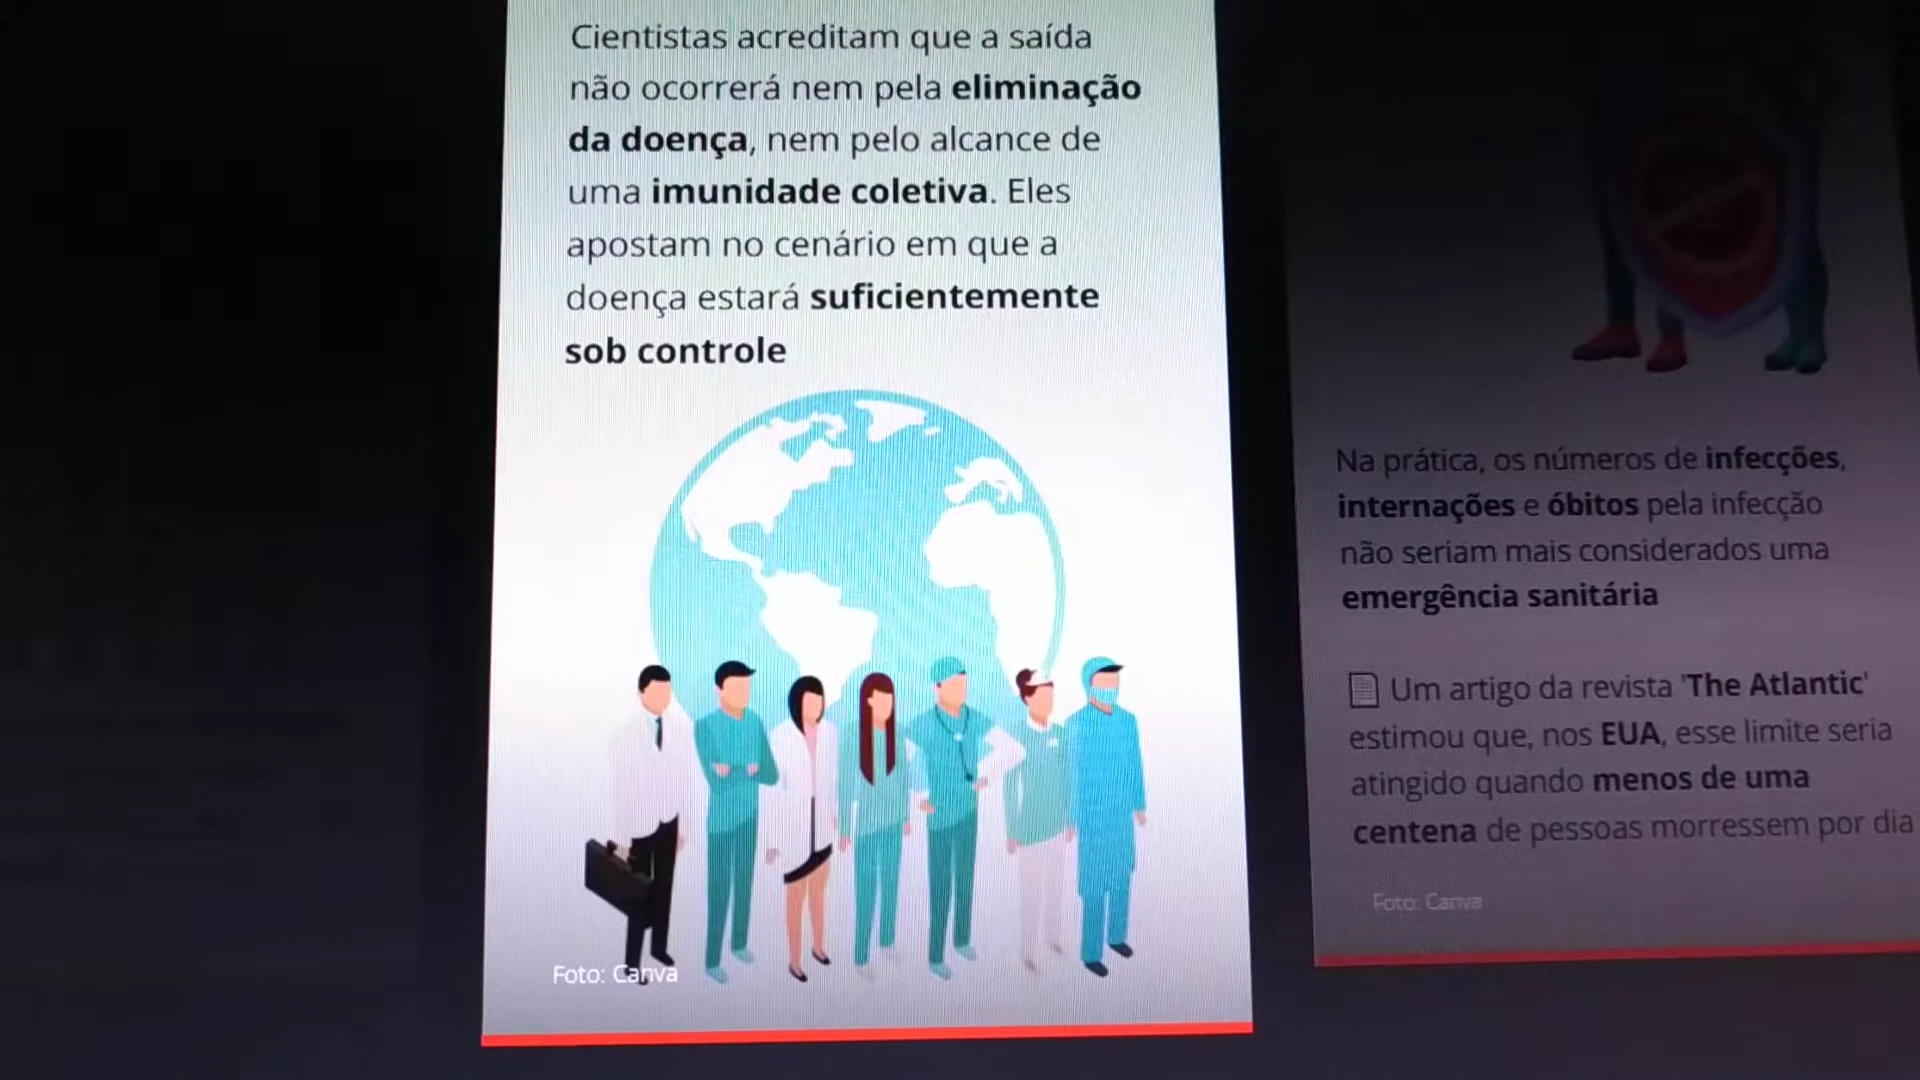 Cientistas acreditam que a saída
não ocorrerá nem pela eliminação
da doença, nem pelo alcance de
uma imunidade coletiva. Eles
apostam no cenário em que a
doença estará suficientemente
sob controle
Foto: Canva
Na prática, os números de infecções,
internações e óbitos pela infecção
não seriam mais considerados uma
emergência sanitária
Um artigo da revista 'The Atlantic'
estimou que, nos EUA, esse limite seria
atingido quando menos de uma
centena de pessoas morressem por dia
Foto: Canva